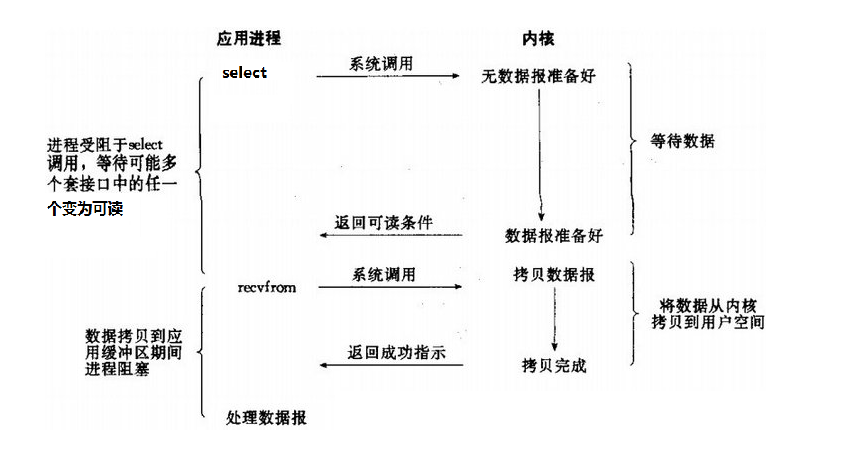 应用进程
内核
select
系统调用
无数据报准备好
进程受阻于select
调用，等待可能多
个套接口中的任一
个变为可读
等待数据
返回可读条件
数据报准备好
recvfrom
系统调用
拷贝数据报
将数据从内核
拷贝到用户空间
数据拷贝到应
用缓冲区期间
进程阻塞
返回成功指示
拷贝完成
处理数据报